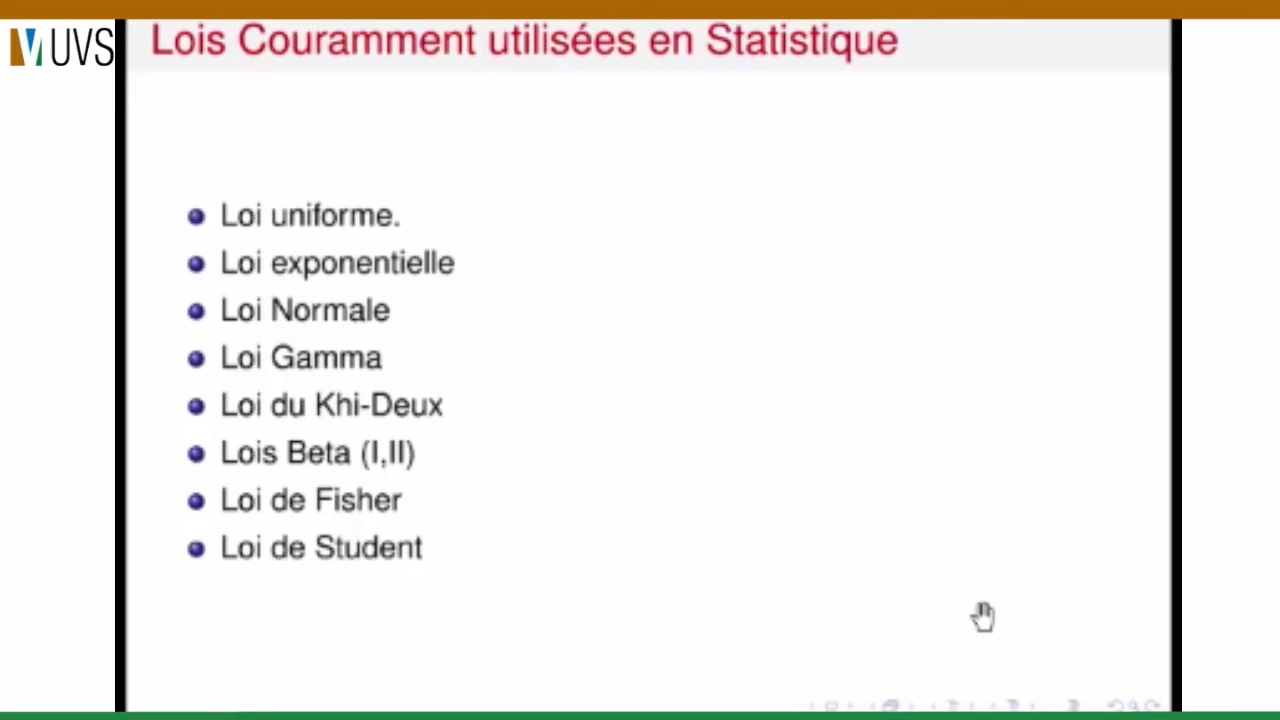 UVS
Lois Couramment utilisées en Statistique
Loi uniforme.
Loi exponentielle
Loi Normale
Loi Gamma
Loi du Khi-Deux
Lois Beta (I,II)
Loi de Fisher
Loi de Student